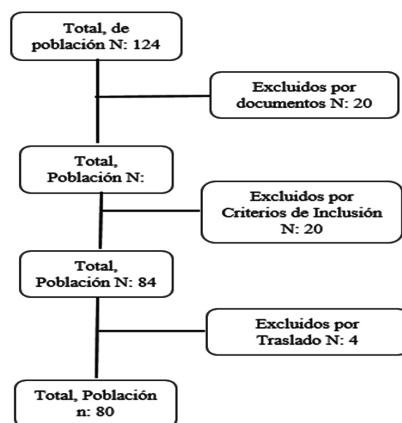 Total, de
población N: 124
Excluidos por
documentos N: 20
Total,
Población N:
Excluidos por
Criterios de Inclusión
N: 20
Total,
Población N: 84
Excluidos por
Traslado N: 4
Total, Población
n: 80